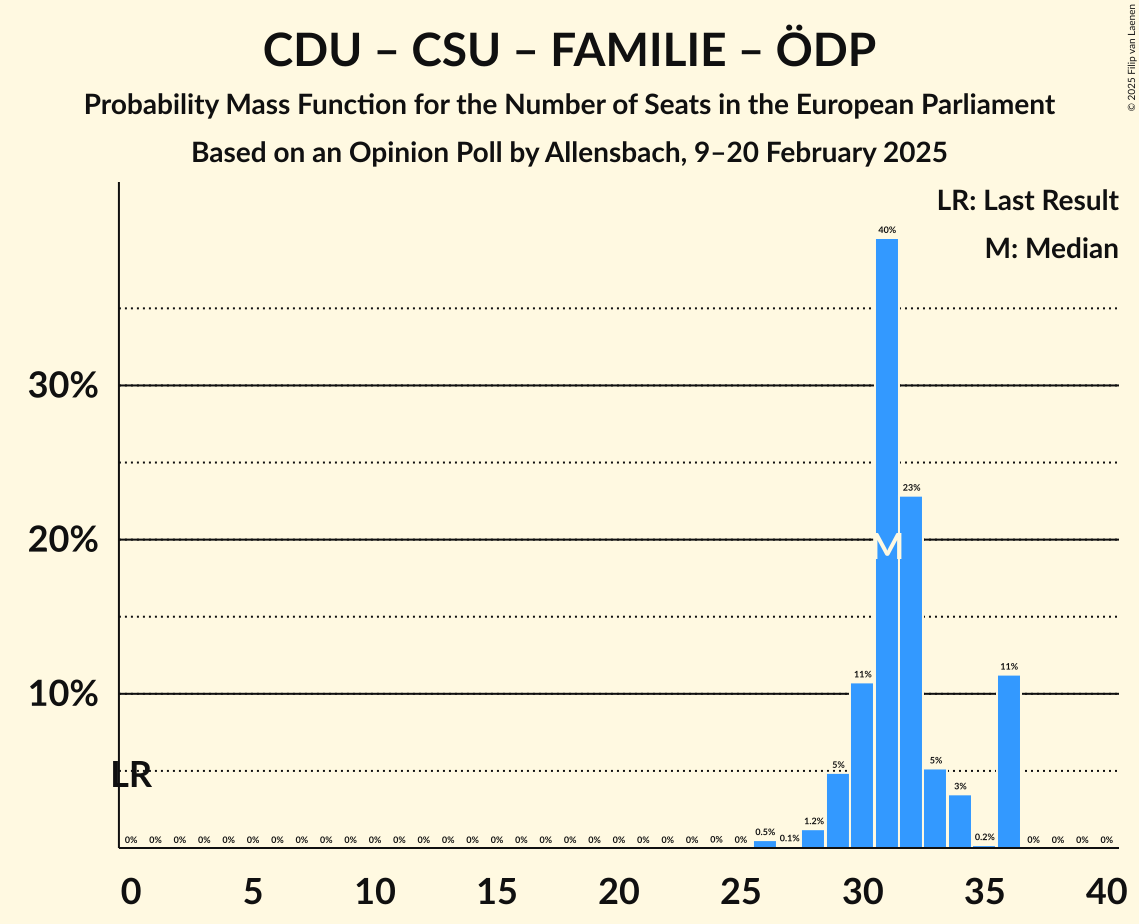 CDU – CSU – FAMILIE – ÖDP
Probability Mass Function for the Number of Seats in the European Parliament
Based on an Opinion Poll by Allensbach, 9–20 February 2025
© 2025 Filip van Laenen
LR: Last Result
M: Median
40%
30%
23%
20%
M
11%
11%
10%
LR
5%
5%
3%
0% 0% 0% 0% 0% 0% 0% 0% 0% 0% 0% 0% 0% 0% 0% 0% 0% 0% 0% 0% 0% 0% 0% 0% 0% 0% 0.5% 0.1% 1.2% 0.2% 0% 0% 0% 0%
0 5 10 15 20 25 30 35 40